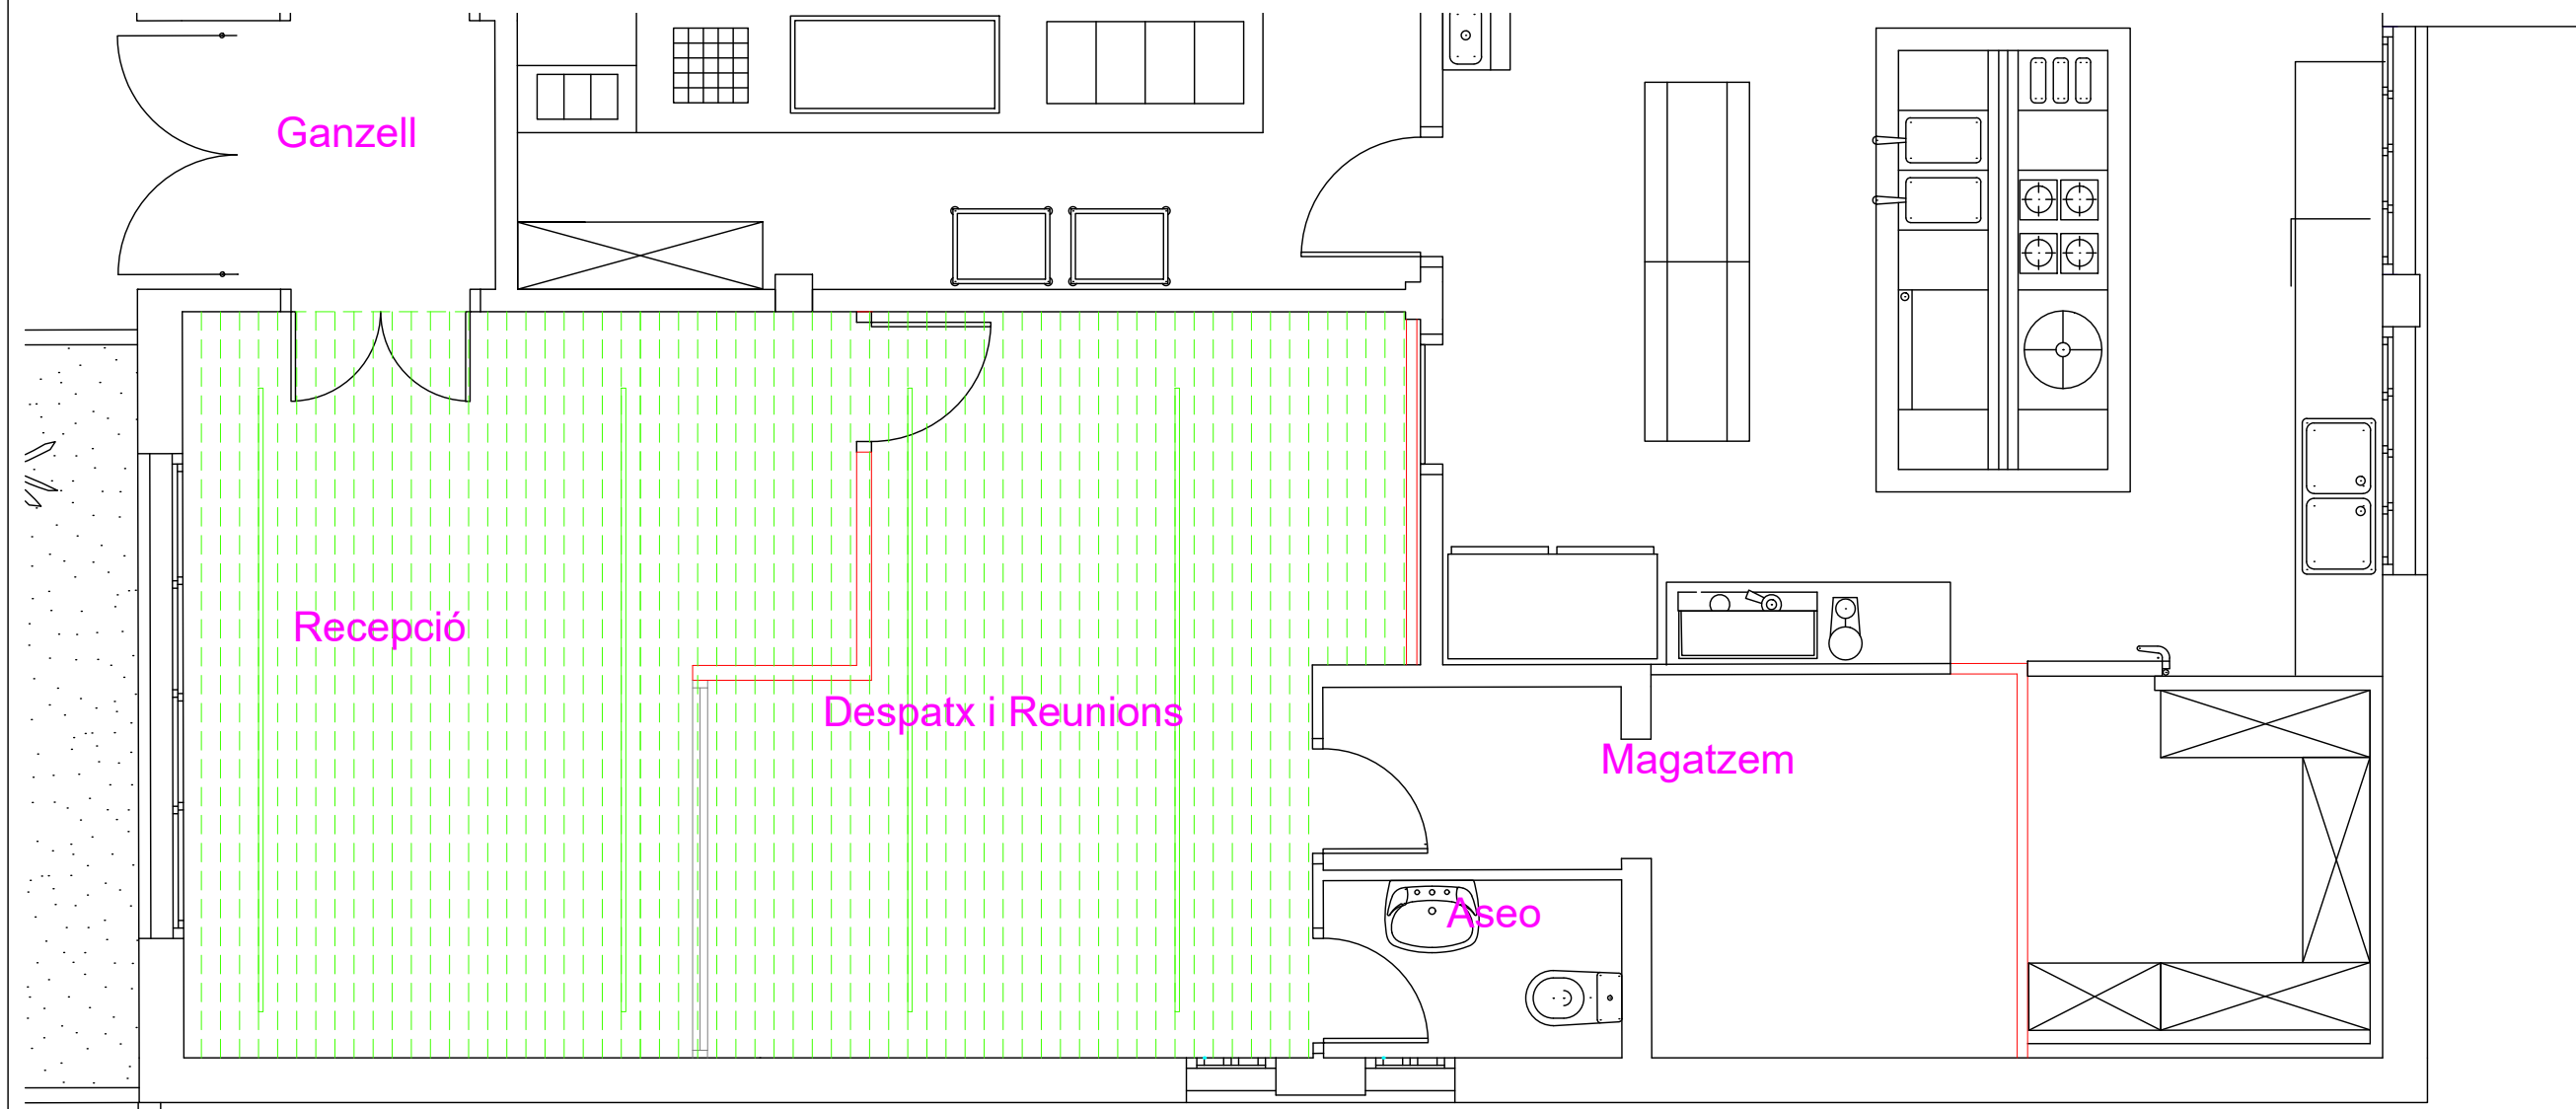 Ganzell
Recepció
Despatx i Reunions
Magatzem
Aseo